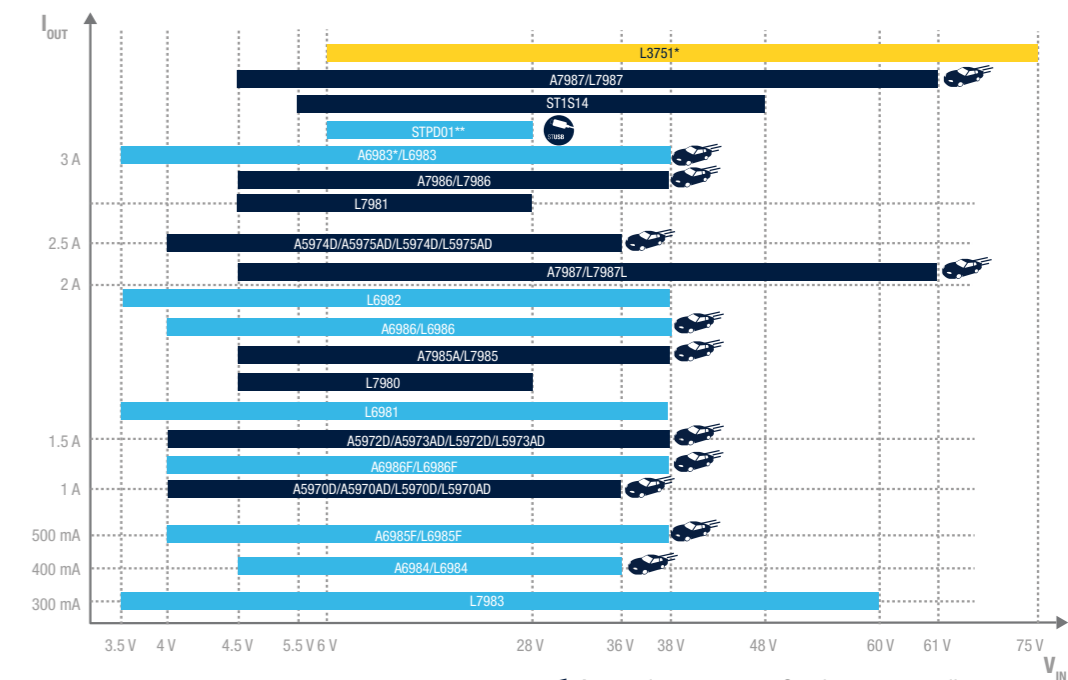 I OUT
L3751*
A7987/L7987
ST1S14
STPD01**
STUSB
3 A
A6983*/L6983
A7986/L7986
L7981
2.5 A
A5974D/A5975AD/L5974D/L5975AD
A7987/L7987L
2 A
L6982
A6986/L6986
A7985A/L7985
L7980
L6981
1.5 A
A5972D/A5973AD/L5972D/L5973AD
A6986F/L6986F
1 A
A5970D/A5970AD/L5970D/L5970AD
500 mA
A6985F/L6985F
400 mA
A6984/L6984
300 mA
L7983
3.5 V 4 V 4.5 V 5.5 V 6 V 28 V 36 V 38 V 48 V 60 V 61 V 75 V
V IN